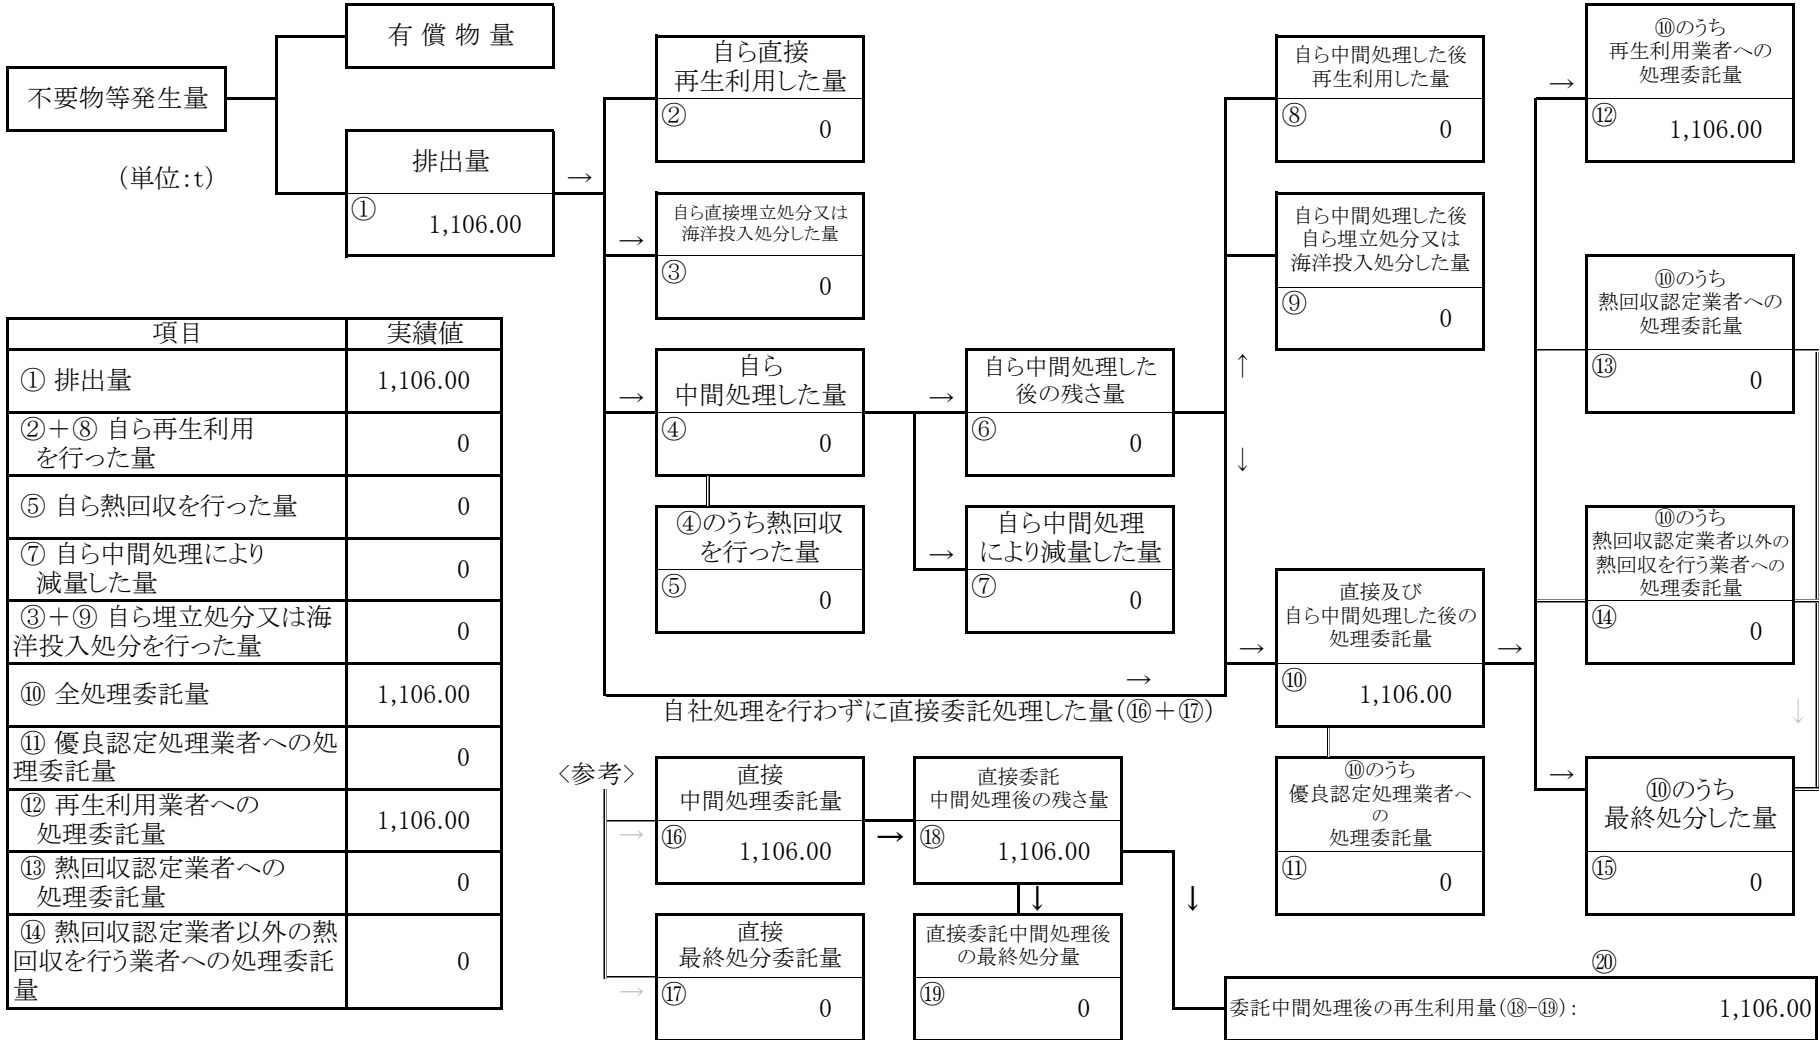 有 償 物 量
不要物等発生量
（単位：t）
排出量
①
1,106.00
→
自ら直接
再生利用した量
②
0
→
自ら直接埋立処分又は
海洋投入処分した量
③
0
→
自ら
中間処理した量
④
0
④のうち熱回収
を行った量
⑤
0
→
自ら中間処理した
後の残さ量
⑥
0
→
自ら中間処理
により減量した量
⑦
0
自ら中間処理した後
再生利用した量
⑧
0
自ら中間処理した後
自ら埋立処分又は
海洋投入処分した量
⑨
0
↑
↓
→
自社処理を行わずに直接委託処理した量（⑯＋⑰）
→
直接及び
自ら中間処理した後の
処理委託量
⑩
1,106.00
⑩のうち
優良認定処理業者へ
の
処理委託量
⑪
0
→
→
⑩のうち
再生利用業者への
処理委託量
⑫
1,106.00
⑩のうち
熱回収認定業者への
処理委託量
⑬
0
⑩のうち
熱回収認定業者以外の
熱回収を行う業者への
処理委託量
⑭
0
↓
→
⑩のうち
最終処分した量
⑮
0
項目 実績値
① 排出量 1,106.00
②＋⑧ 自ら再生利用
を行った量 0
⑤ 自ら熱回収を行った量 0
⑦ 自ら中間処理により
減量した量 0
③＋⑨ 自ら埋立処分又は海
洋投入処分を行った量 0
⑩ 全処理委託量 1,106.00
⑪ 優良認定処理業者への処
理委託量 0
⑫ 再生利用業者への
処理委託量 1,106.00
⑬ 熱回収認定業者への
処理委託量 0
⑭ 熱回収認定業者以外の熱
回収を行う業者への処理委託
量 0
〈参考〉
→
直接
中間処理委託量
⑯
1,106.00
→
直接委託
中間処理後の残さ量
⑱
1,106.00
↓
↓
→
直接
最終処分委託量
⑰
0
直接委託中間処理後
の最終処分量
⑲
0
⑳
委託中間処理後の再生利用量（⑱-⑲）： 1,106.00